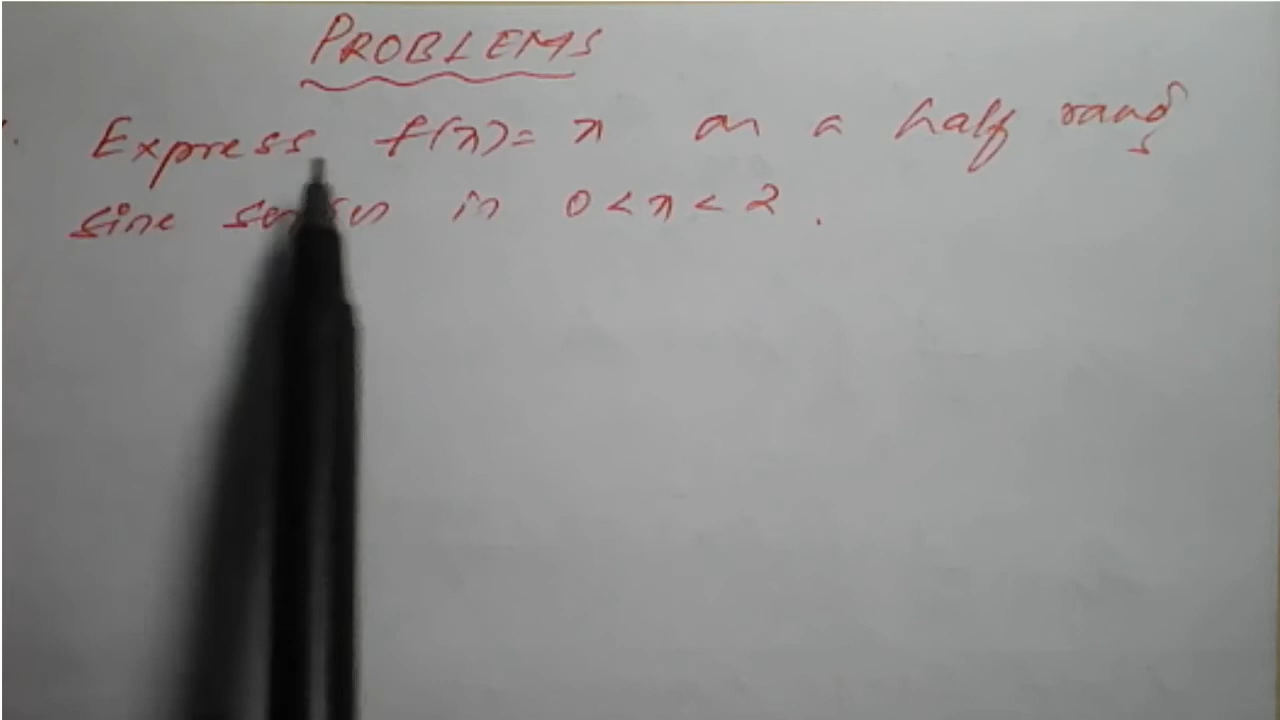 PROBLEMS
Express f(x) = x as a half range
sine in 0 < x < 2 .